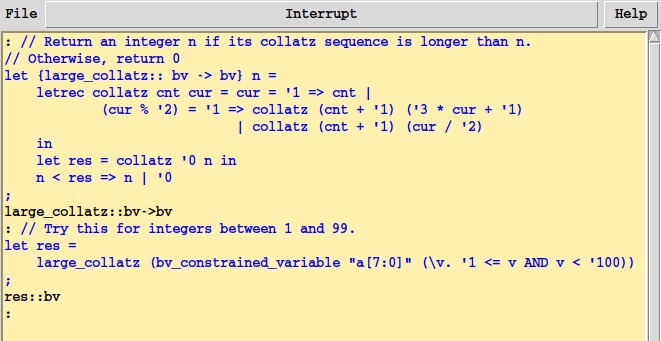 File Interrupt Help
: // Return an integer n if its collatz sequence is longer than n.
// Otherwise, return 0
let {large_collatz:: bv -> bv} n =
    letrec collatz cnt cur = cur = '1 => cnt |
            (cur % '2) = '1 => collatz (cnt + '1) ('3 * cur + '1)
                             | collatz (cnt + '1) (cur / '2)
    in
    let res = collatz '0 n in
    n < res => n | '0
;
large_collatz::bv->bv
: // Try this for integers between 1 and 99.
let res =
    large_collatz (bv_constrained_variable "a[7:0]" (\v. '1 <= v AND v < '100))
;
res::bv
: